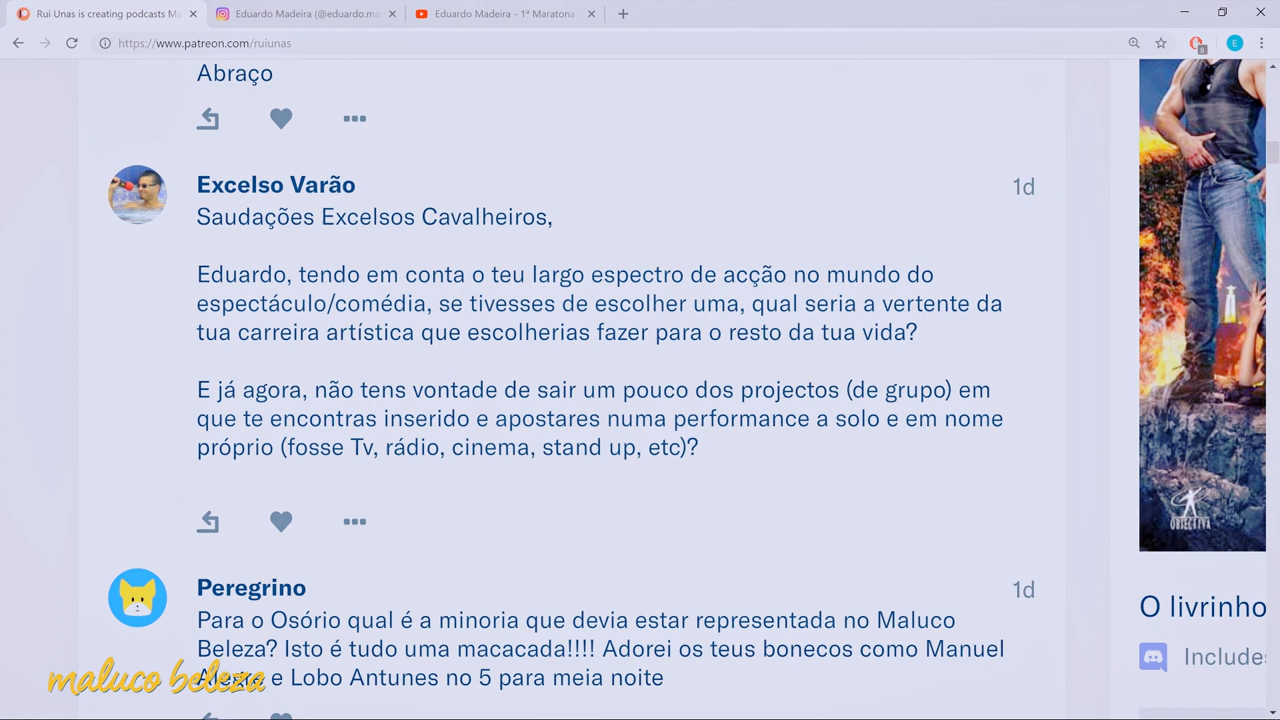 Rui Unas is creating podcasts Ma
Eduardo Madeira (@eduardo.ma
Eduardo Madeira - 1ª Maratona
https://www.patreon.com/ruiunas
E
Abraço
Excelso Varão
1d
Saudações Excelsos Cavalheiros,
Eduardo, tendo em conta o teu largo espectro de acção no mundo do
espectáculo/comédia, se tivesses de escolher uma, qual seria a vertente da
tua carreira artística que escolherias fazer para o resto da tua vida?
E já agora, não tens vontade de sair um pouco dos projectos (de grupo) em
que te encontras inserido e apostares numa performance a solo e em nome
próprio (fosse Tv, rádio, cinema, stand up, etc)?
OBJECTIVA
Peregrino
1d
Para o Osório qual é a minoria que devia estar representada no Maluco
Beleza? Isto é tudo uma macacada!!!! Adorei os teus bonecos como Manuel
Alegre e Lobo Antunes no 5 para meia noite
maluco beleza
O livrinho
Includes